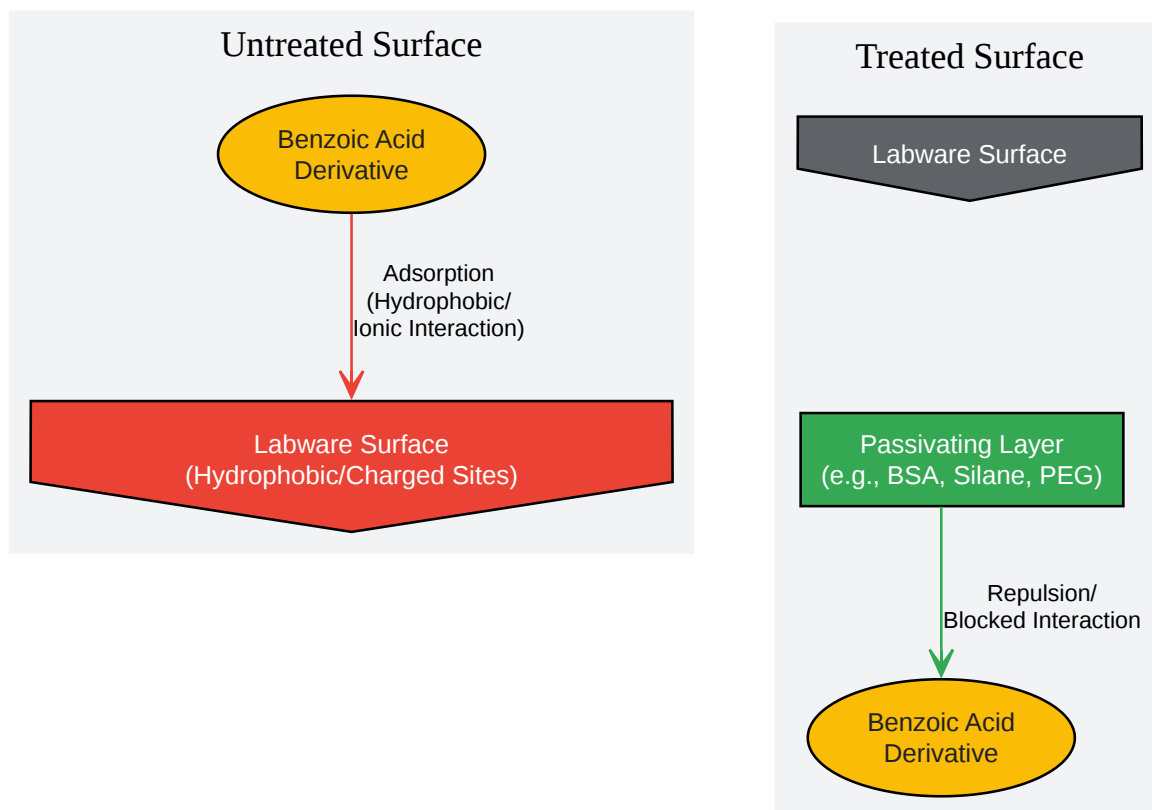 Untreated Surface
Benzoic Acid
Derivative
Adsorption
(Hydrophobic/
Ionic Interaction)
Labware Surface
(Hydrophobic/Charged Sites)
Treated Surface
Labware Surface
Passivating Layer
(e.g., BSA, Silane, PEG)
Repulsion/
Blocked Interaction
Benzoic Acid
Derivative